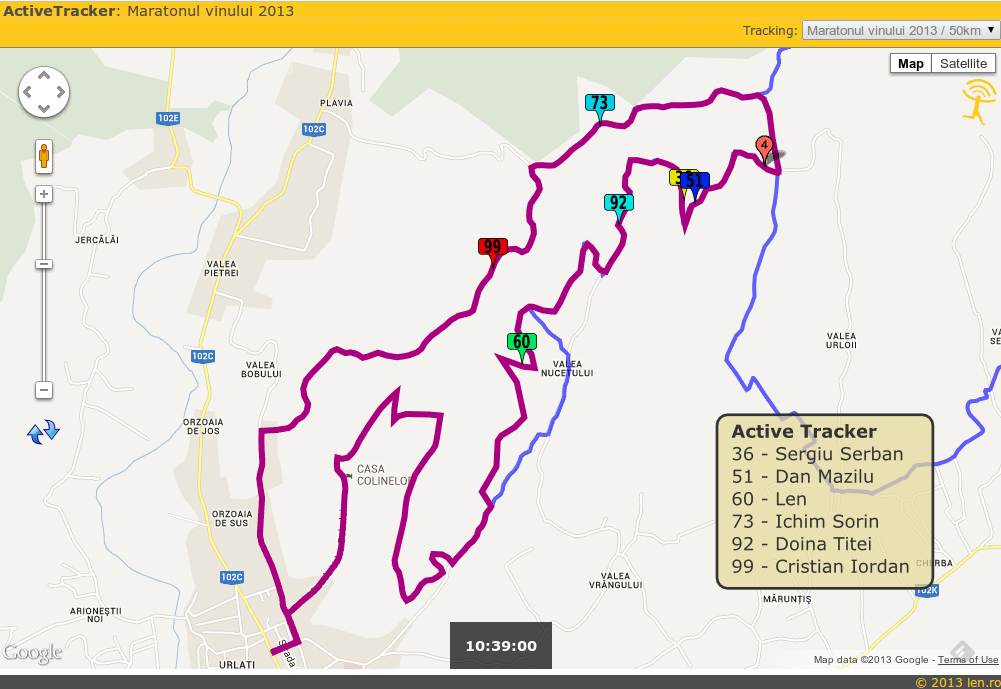 ActiveTracker: Maratonul vinului 2013
Tracking: Maratonul vinului 2013 / 50km
Map Satellite
PLAVIA
73
102E
102C
4
51
92
JERCĂLĂI
99
VALEA
PIETREI
60
VALEA
URLOII
102C
VALEA
BOBULUI
VALEA
NUCETULUI
ORZOAIA
DE JOS
CASA
COLINELOR
ORZOAIA
DE SUS
Active Tracker
36 - Sergiu Serban
51 - Dan Mazilu
60 - Len
73 - Ichim Sorin
92 - Doina Titei
99 - Cristian Iordan
CHERBA
102C
VALEA
VRÂNGULUI
102K
MĂRUNȚIȘ
ARIONEȘTII
NOI
10:39:00
Google
URLATI
Map data ©2013 Google - Terms of Use
© 2013 len.ro